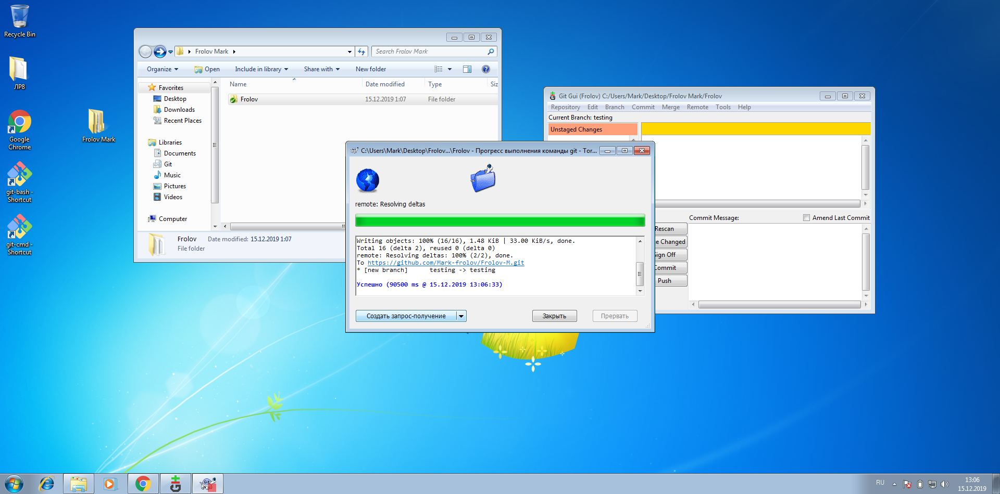 Recycle Bin
ЛР8
Google
Chrome
git-bash -
Shortcut
git-cmd -
Shortcut
Frolov Mark
Frolov Mark
Search Frolov Mark
Organize
Open
Include in library
Share with
New folder
Name
Date modified
Type
Siz
Favorites
Desktop
Downloads
Recent Places
Libraries
Documents
Git
Music
Pictures
Videos
Computer
Frolov
15.12.2019 1:07
File folder
Frolov
Date modified: 15.12.2019 1:07
File folder
Git Gui (Frolov) C:/Users/Mark/Desktop/Frolov Mark/Frolov
Repository Edit Branch Commit Merge Remote Tools Help
Current Branch: testing
Unstaged Changes
Commit Message:
Amend Last Commit
Rescan
e Changed
ign Off
ommit
Push
C:\Users\Mark\Desktop\Frolov...\Frolov - Прогресс выполнения команды git - Tor...
remote: Resolving deltas
Writing objects: 100% (16/16), 1.48 KiB | 33.00 KiB/s, done.
Total 16 (delta 2), reused 0 (delta 0)
remote: Resolving deltas: 100% (2/2), done.
To https://github.com/Mark-frolov/Frolov-M.git
* [new branch]      testing -> testing
Успешно (90500 ms @ 15.12.2019 13:06:33)
Создать запрос-получение
Закрыть
Прервать
Git
RU
13:06
15.12.2019